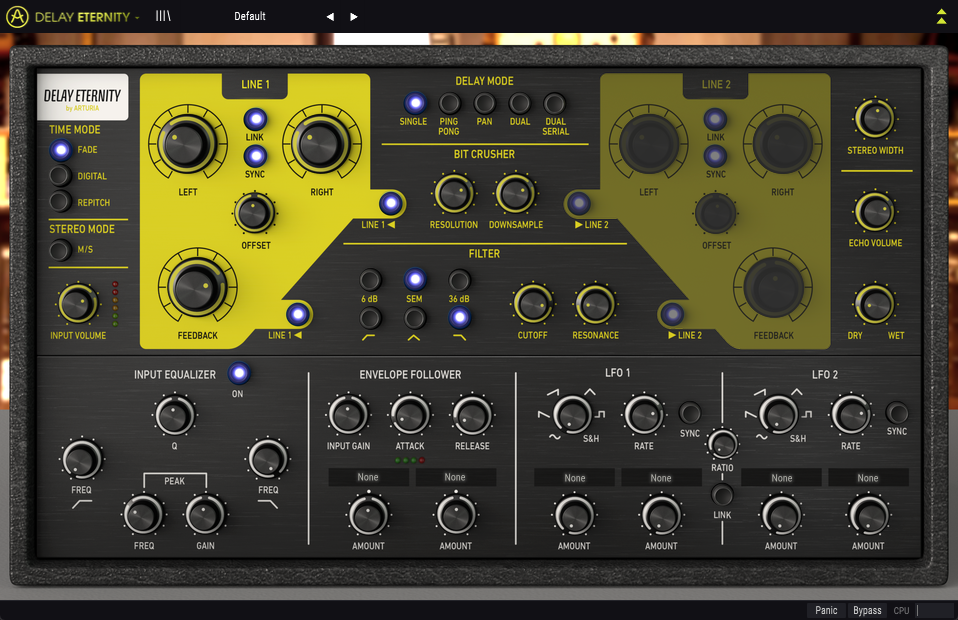 DELAY ETERNITY
Default
DELAY ETERNITY
by ARTURIA
TIME MODE
FADE
DIGITAL
REPITCH
STEREO MODE
M/S
INPUT VOLUME
LINE 1
LINK
SYNC
LEFT
RIGHT
OFFSET
FEEDBACK
LINE 1
LINE 1
DELAY MODE
SINGLE
PING PONG
PAN
DUAL
DUAL SERIAL
BIT CRUSHER
RESOLUTION
DOWNSAMPLE
FILTER
6 dB
SEM
36 dB
CUTOFF
RESONANCE
LINE 2
LINE 2
LINE 2
LINK
SYNC
LEFT
RIGHT
OFFSET
FEEDBACK
STEREO WIDTH
ECHO VOLUME
DRY
WET
INPUT EQUALIZER
ON
Q
FREQ
PEAK
FREQ
FREQ
GAIN
ENVELOPE FOLLOWER
INPUT GAIN
ATTACK
RELEASE
None
None
AMOUNT
AMOUNT
LFO 1
S&H
RATE
SYNC
None
None
AMOUNT
AMOUNT
RATIO
LINK
LFO 2
S&H
RATE
SYNC
None
None
AMOUNT
AMOUNT
Panic
Bypass
CPU